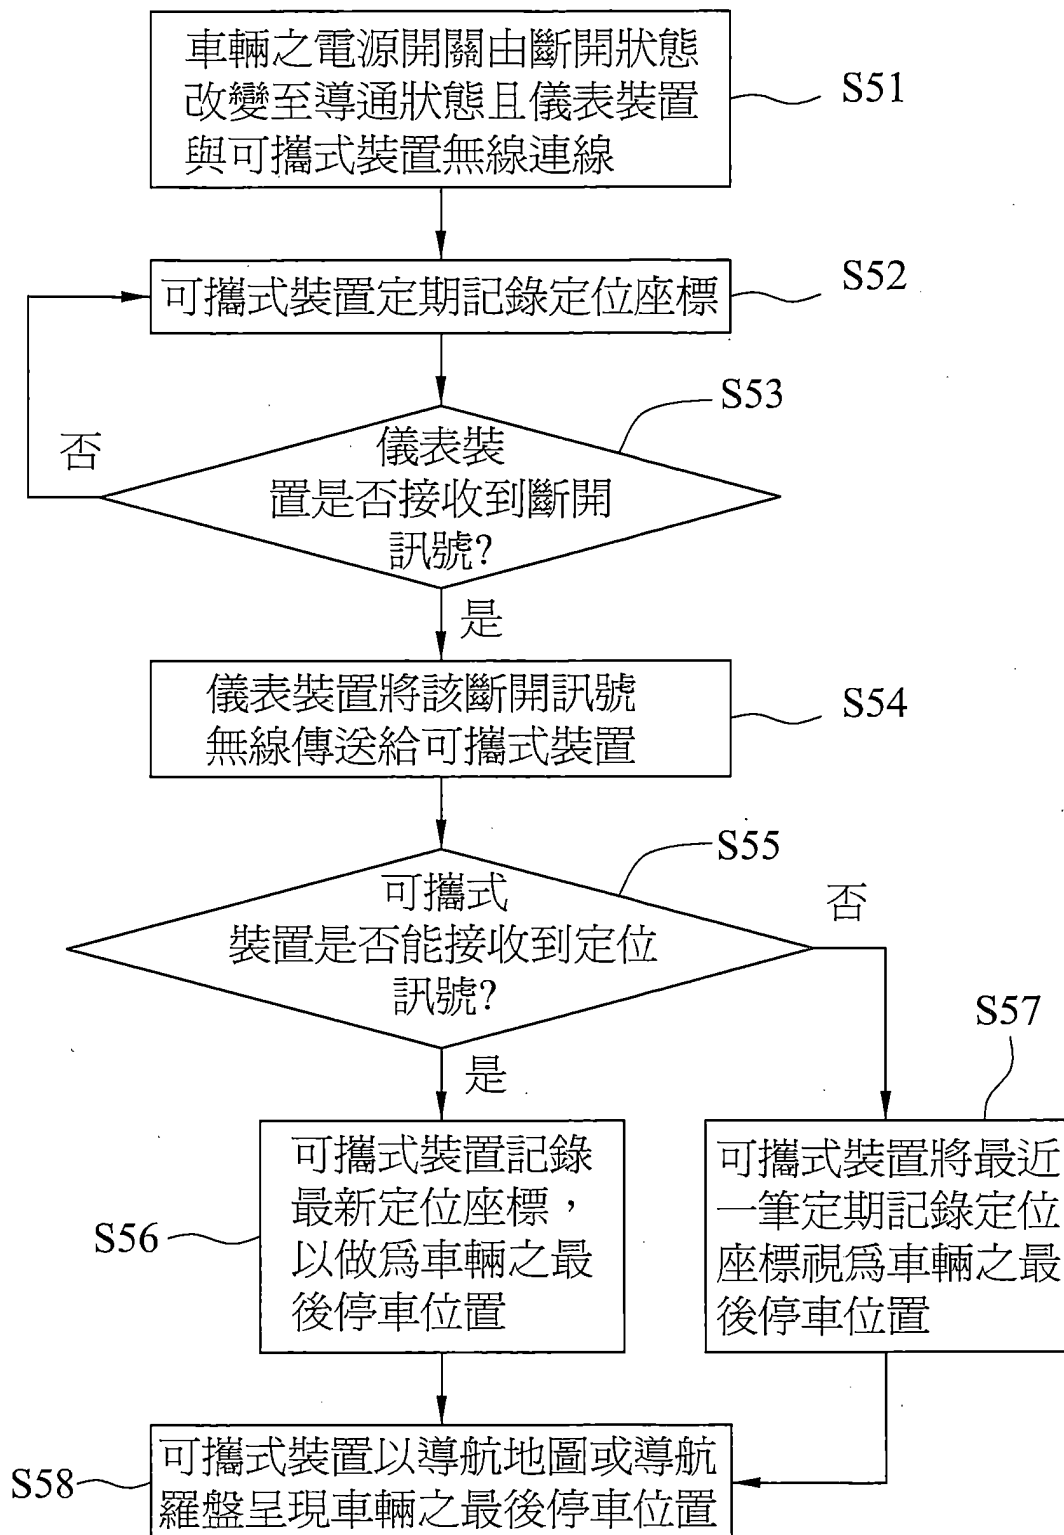 車輛之電源開關由斷開狀態
改變至導通狀態且儀表裝置
與可攜式裝置無線連線
S51
可攜式裝置定期記錄定位座標
S52
S53
儀表裝
置是否接收到斷開
訊號?
否
是
儀表裝置將該斷開訊號
無線傳送給可攜式裝置
S54
S55
可攜式
裝置是否能接收到定位
訊號?
否
是
S57
可攜式裝置記錄
最新定位座標，
以做爲車輛之最
後停車位置
S56
可攜式裝置將最近
一筆定期記錄定位
座標視爲車輛之最
後停車位置
可攜式裝置以導航地圖或導航
羅盤呈現車輛之最後停車位置
S58